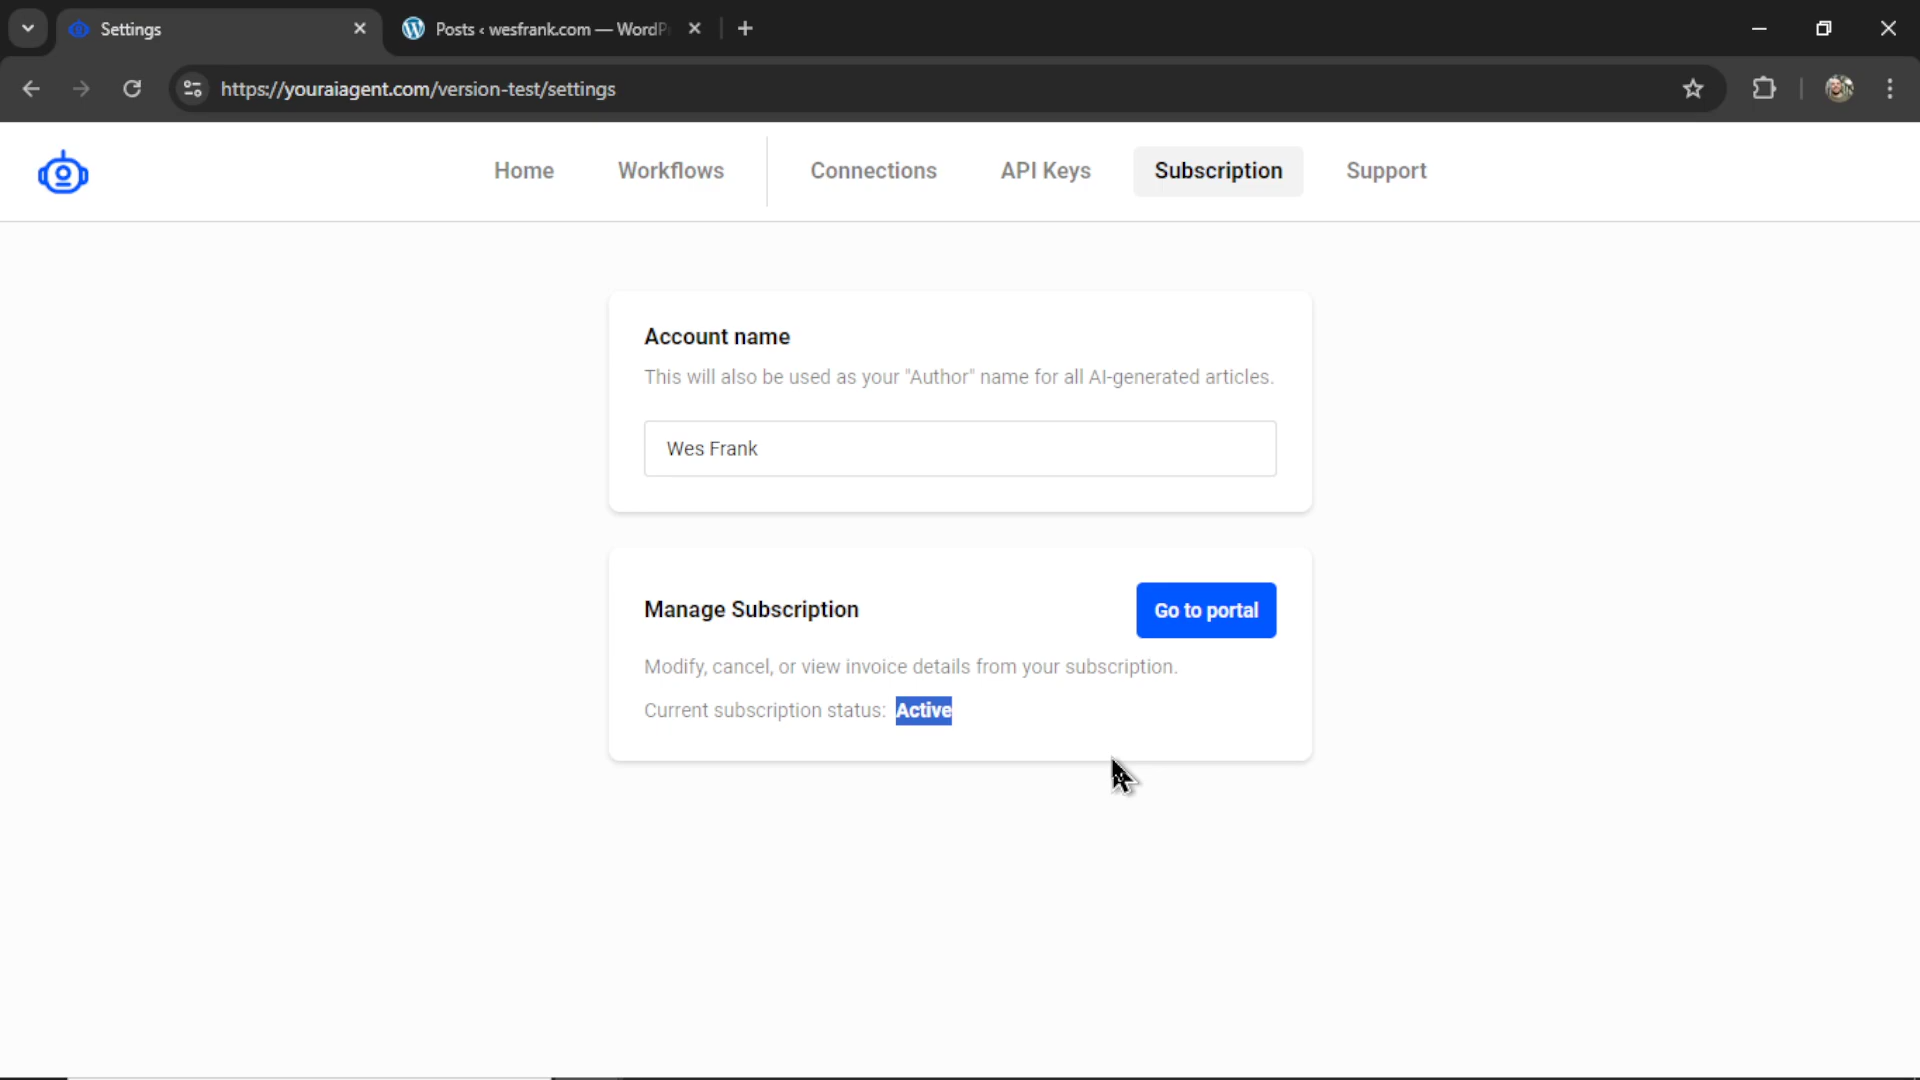 Settings
Posts ‹ wesfrank.com — WordP
https://youraiagent.com/version-test/settings
Home
Workflows
Connections
API Keys
Subscription
Support
Account name
This will also be used as your "Author" name for all AI-generated articles.
Wes Frank
Manage Subscription
Go to portal
Modify, cancel, or view invoice details from your subscription.
Current subscription status: Active